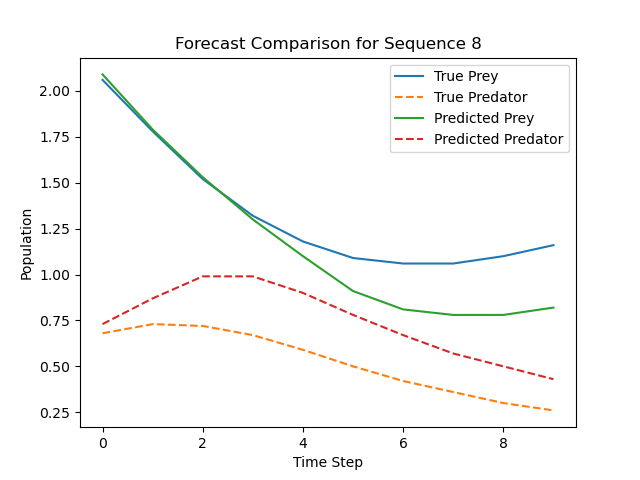 Forecast Comparison for Sequence 8
True Prey
True Predator
Predicted Prey
Predicted Predator
Population
2.00
1.75
1.50
1.25
1.00
0.75
0.50
0.25
0 2 4 6 8
Time Step